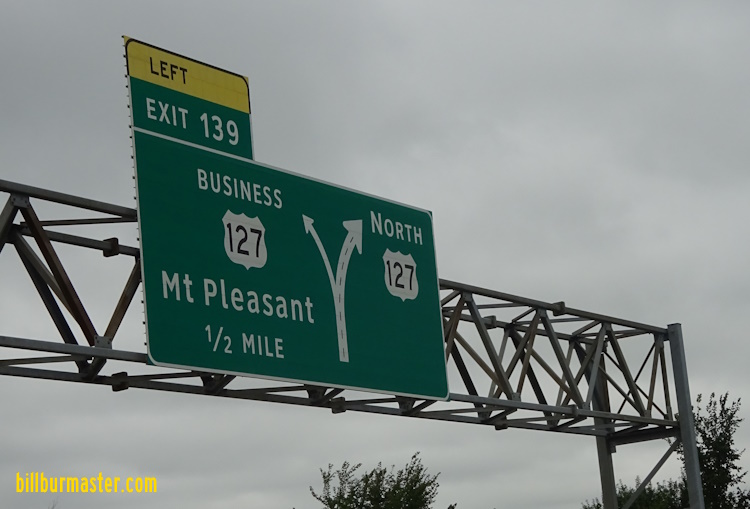 LEFT
EXIT 139
BUSINESS
127
Mt Pleasant
1/2 MILE
NORTH
127
billburmaster.com